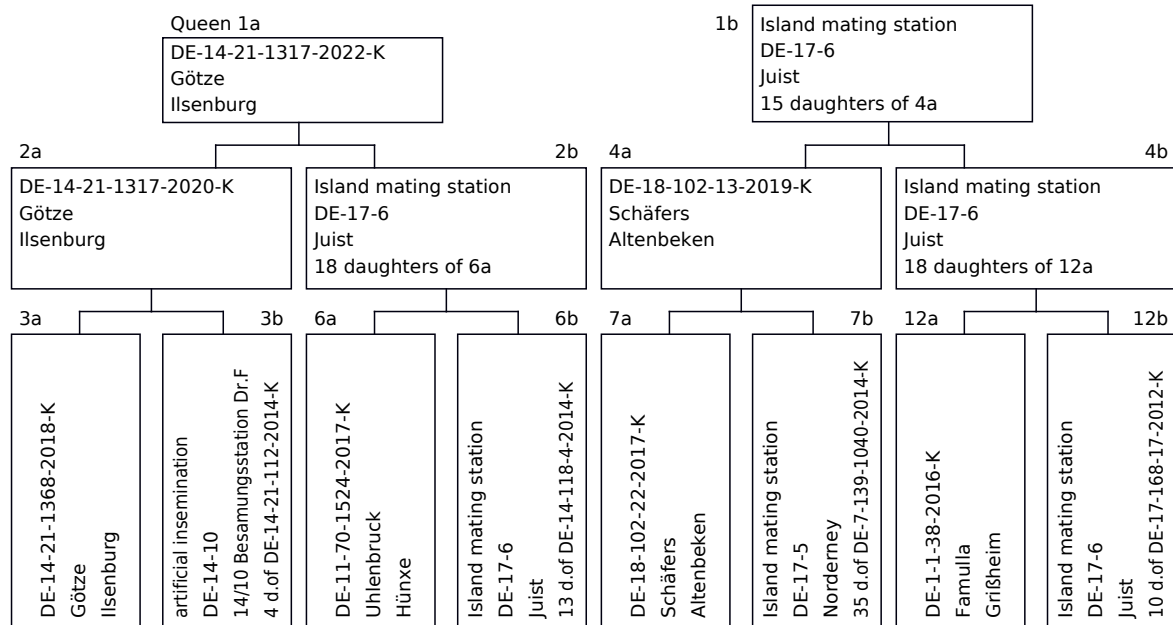 Queen 1a
DE-14-21-1317-2022-K
Götze
Ilsenburg
1b
Island mating station
DE-17-6
Juist
15 daughters of 4a
2a
DE-14-21-1317-2020-K
Götze
Ilsenburg
2b
Island mating station
DE-17-6
Juist
18 daughters of 6a
4a
DE-18-102-13-2019-K
Schäfers
Altenbeken
4b
Island mating station
DE-17-6
Juist
18 daughters of 12a
3a
DE-14-21-1368-2018-K
Götze
Ilsenburg
3b
artificial insemination
DE-14-10
14/10 Besamungsstation Dr.F
4 d.of DE-14-21-112-2014-K
6a
DE-11-70-1524-2017-K
Uhlenbruck
Hünxe
6b
Island mating station
DE-17-6
Juist
13 d.of DE-14-118-4-2014-K
7a
DE-18-102-22-2017-K
Schäfers
Altenbeken
7b
Island mating station
DE-17-5
Norderney
35 d.of DE-7-139-1040-2014-K
12a
DE-1-1-38-2016-K
Famulla
Grißheim
12b
Island mating station
DE-17-6
Juist
10 d.of DE-17-168-17-2012-K